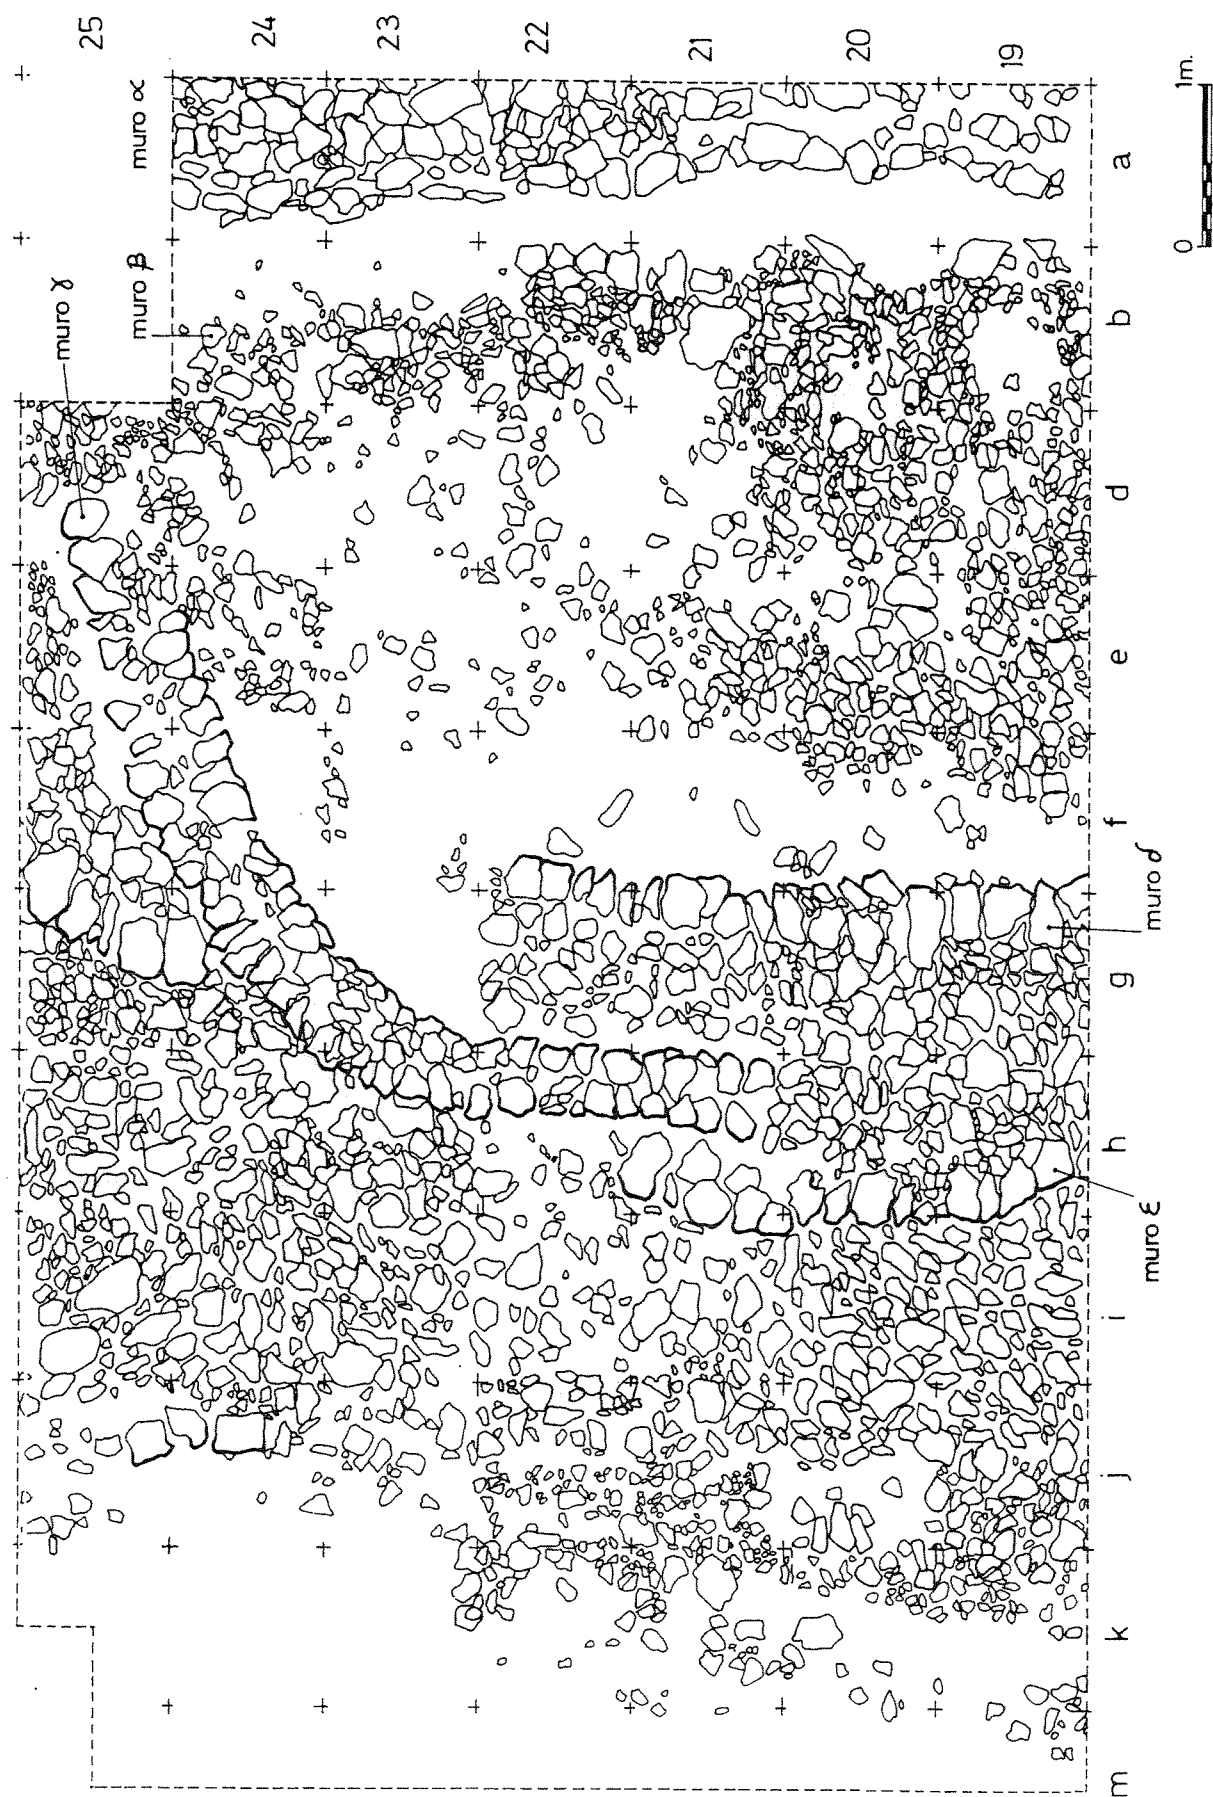 25
24
23
22
21
20
19
muro α
muro β
muro γ
muro δ
muro ε
a
b
d
e
f
g
h
i
j
k
m
0
1m.